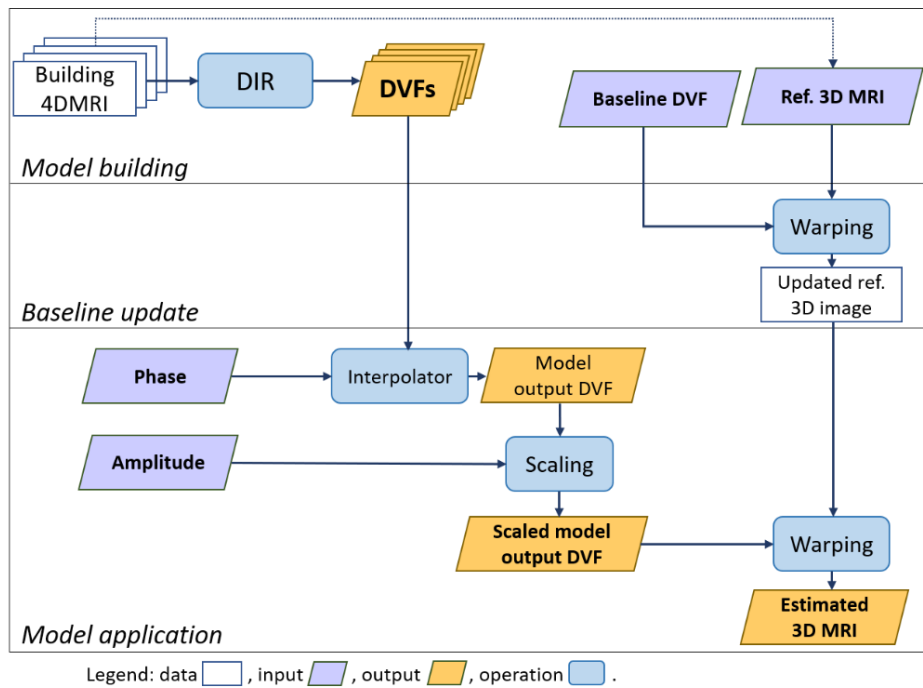 Building
4DMRI
DIR
DVFs
Baseline DVF
Ref. 3D MRI
Model building
Warping
Updated ref.
3D image
Baseline update
Phase
Interpolator
Model
output DVF
Amplitude
Scaling
Scaled model
output DVF
Warping
Estimated
3D MRI
Model application
Legend: data , input , output , operation .